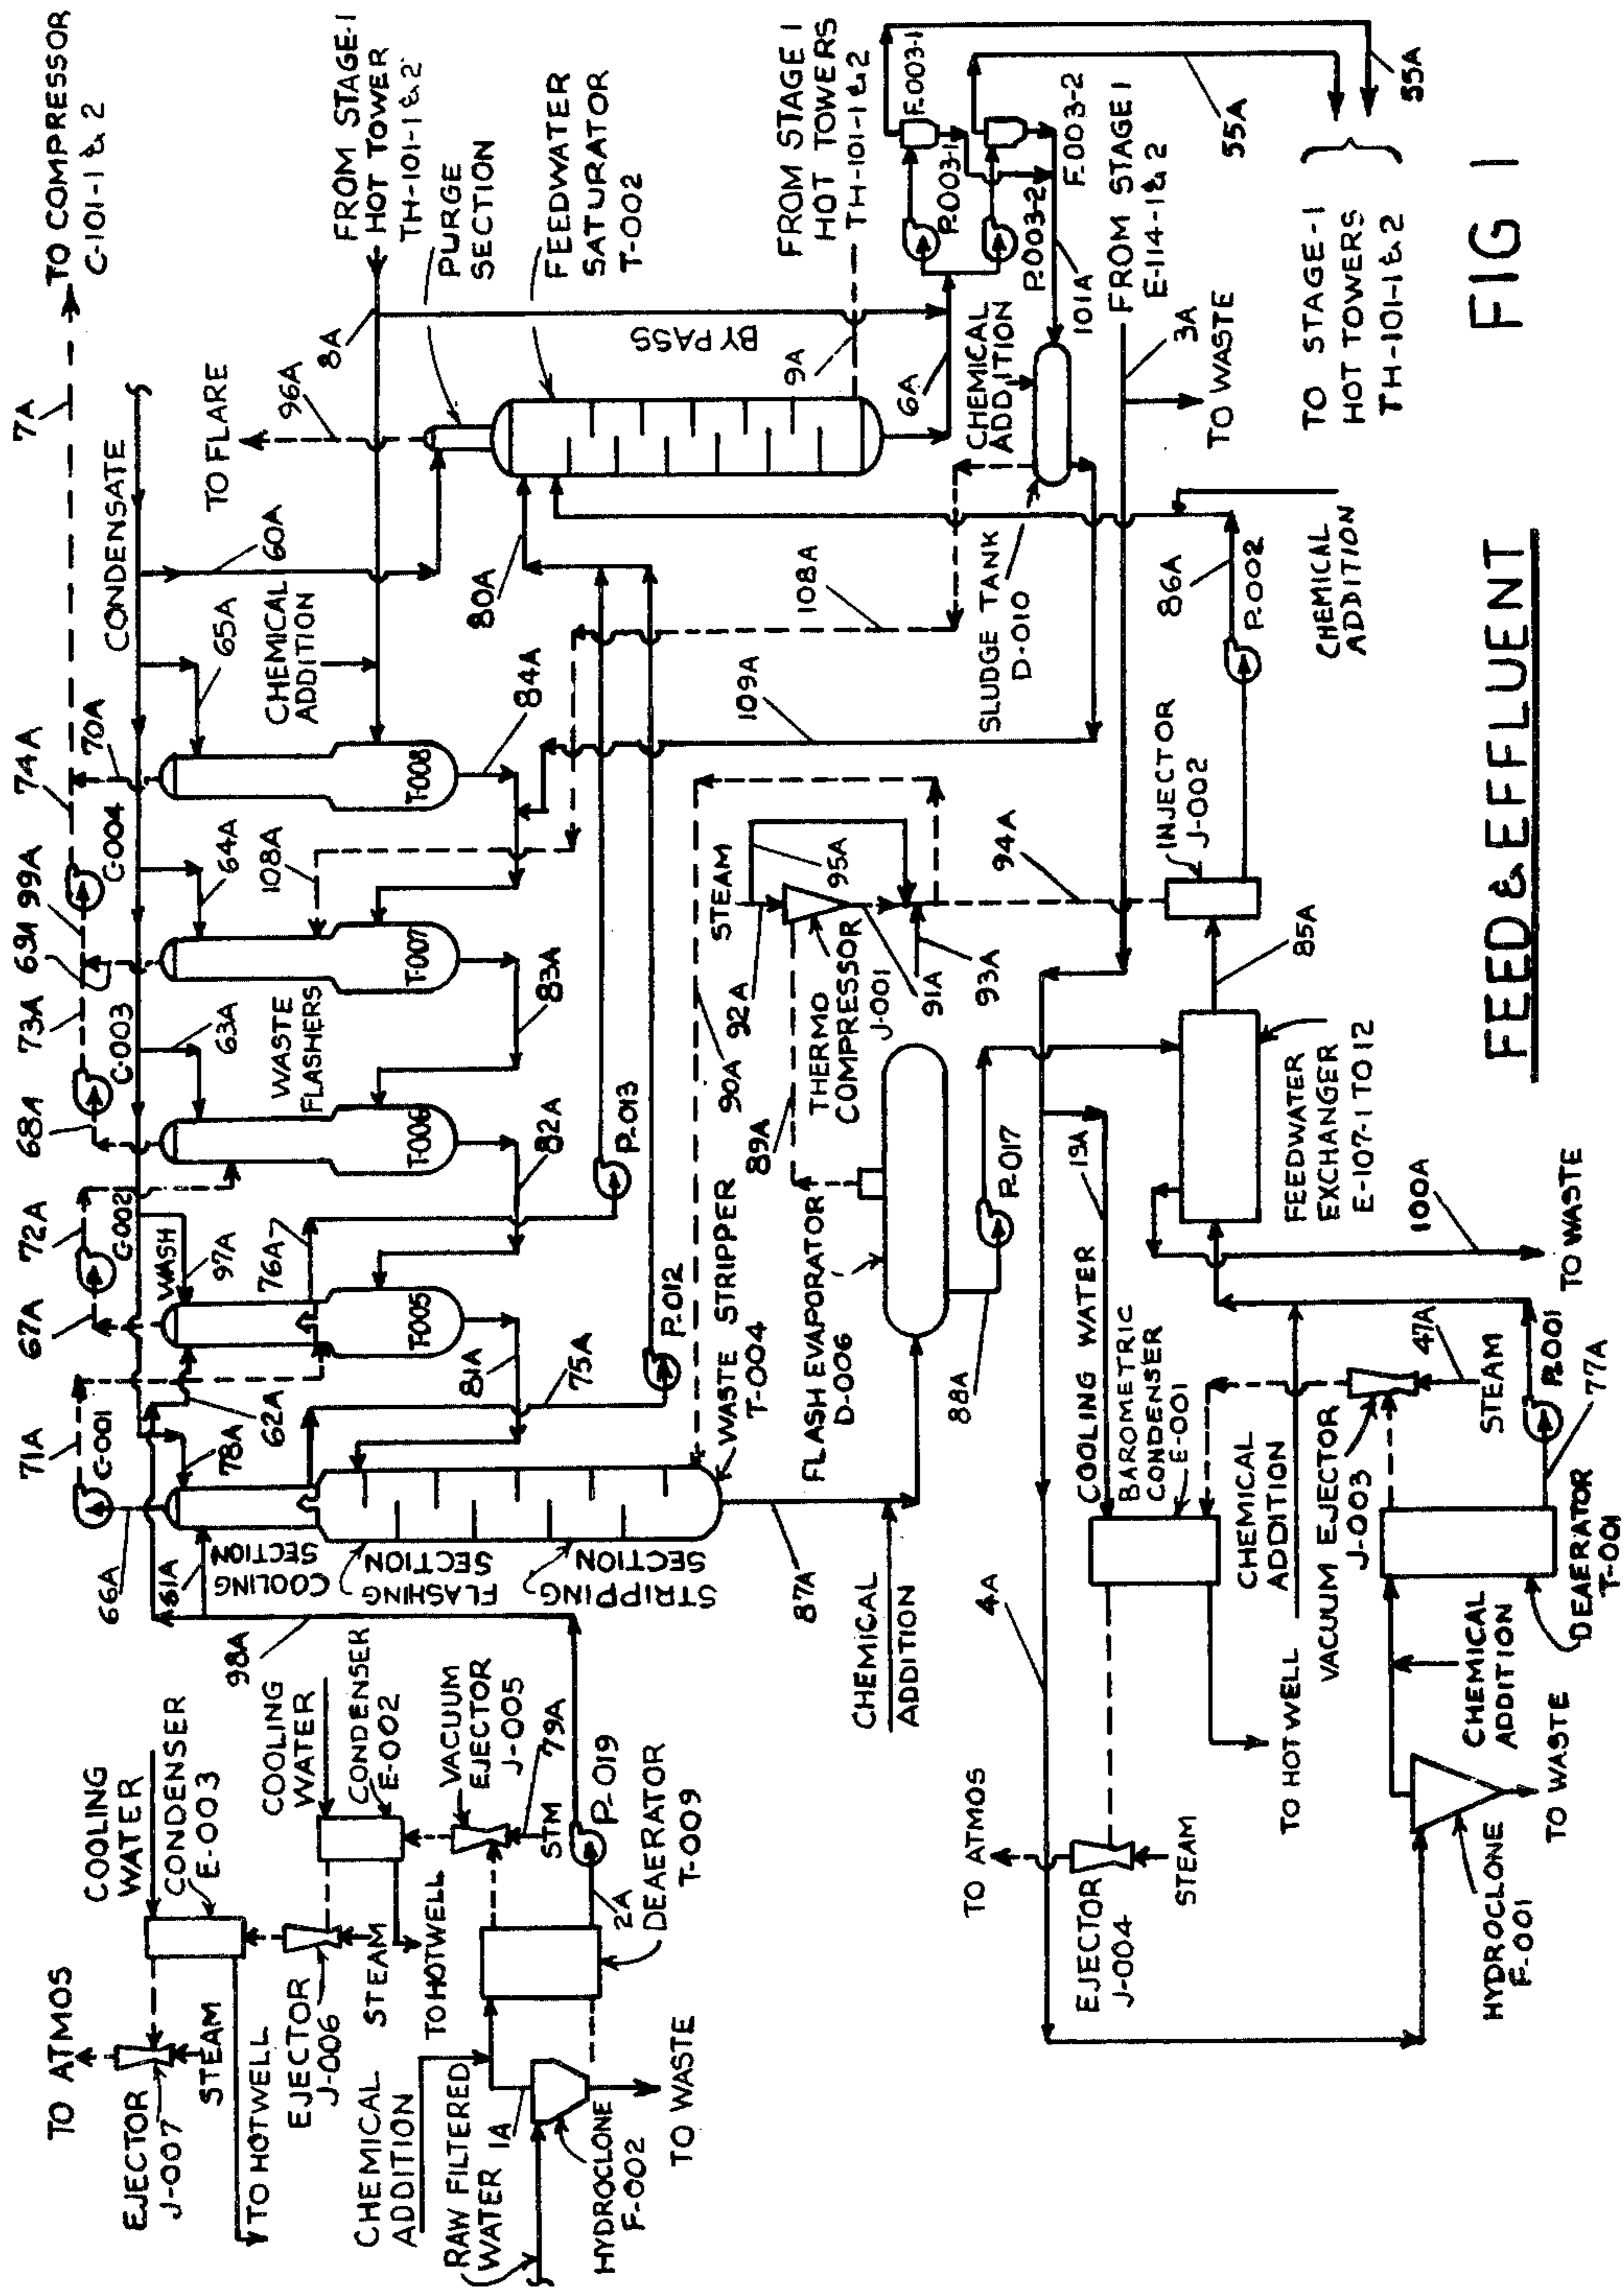 7A
TO COMPRESSOR
C-101-1 & 2
CONDENSATE
TO FLARE
96A
8A
FROM STAGE-1
HOT TOWER
TH-101-1 & 2
PURGE
SECTION
FEEDWATER
SATURATOR
T-002
BY PASS
9A
FROM STAGE 1
HOT TOWERS
TH-101-1 & 2
6A
P.003-1
F.003-1
P.003-2
F.003-2
55A
55A
101A
CHEMICAL
ADDITION
FROM STAGE 1
E-114-1 & 2
3A
TO WASTE
TO STAGE-1
HOT TOWERS
TH-101-1 & 2
FIG 1
FEED & EFFLUENT
71A
C-001
67A
C-002
72A
68A
C-003
73A
69A
99A
C-004
74A
70A
66A
61A
78A
62A
WASH
97A
76A
63A
WASTE
FLASHERS
64A
108A
65A
CHEMICAL
ADDITION
60A
T-005
T-006
T-007
T-008
81A
82A
83A
84A
80A
75A
P.012
P-013
COOLING
SECTION
FLASHING
SECTION
STRIPPING
SECTION
WASTE STRIPPER
T-004
90A
92A
STEAM
95A
89A
THERMO
COMPRESSOR
J-001
91A
93A
94A
109A
108A
SLUDGE TANK
D-010
FLASH EVAPORATOR
D-006
87A
CHEMICAL
ADDITION
88A
P.017
INJECTOR
J-002
85A
86A
P.002
CHEMICAL
ADDITION
FEEDWATER
EXCHANGER
E-107-1 TO 12
100A
TO WASTE
19A
COOLING WATER
BAROMETRIC
CONDENSER
E-001
4A
CHEMICAL
ADDITION
VACUUM EJECTOR
J-003
47A
STEAM
P.001
77A
DEAERATOR
T-001
CHEMICAL
ADDITION
TO HOTWELL
TO ATMOS
EJECTOR
J-004
STEAM
HYDROCLONE
F-001
TO WASTE
98A
COOLING
WATER
CONDENSER
E-003
COOLING
WATER
CONDENSER
E-002
VACUUM
EJECTOR
J-005
79A
STM
P-019
2A
DEAERATOR
T-009
TO ATMOS
EJECTOR
J-007
STEAM
TO HOTWELL
EJECTOR
J-006
STEAM
TO HOTWELL
CHEMICAL
ADDITION
RAW FILTERED
WATER
1A
HYDROCLONE
F-002
TO WASTE